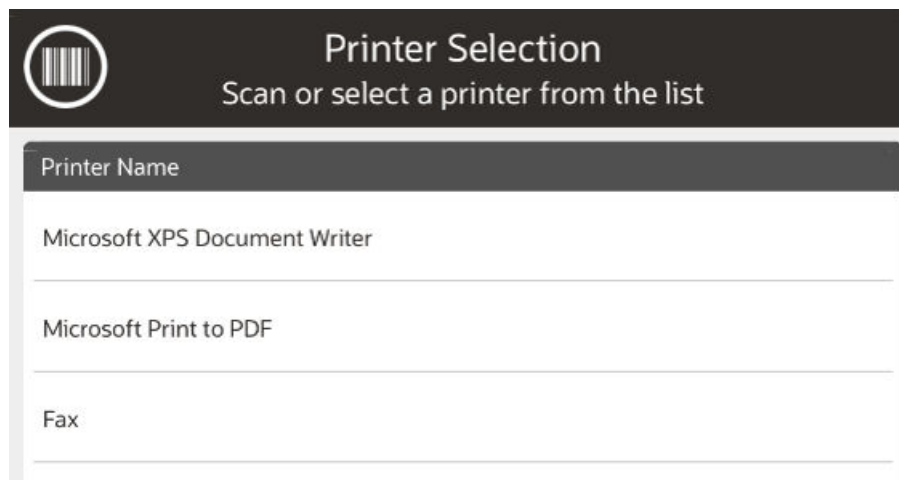 Printer Selection
Scan or select a printer from the list
Printer Name
Microsoft XPS Document Writer
Microsoft Print to PDF
Fax